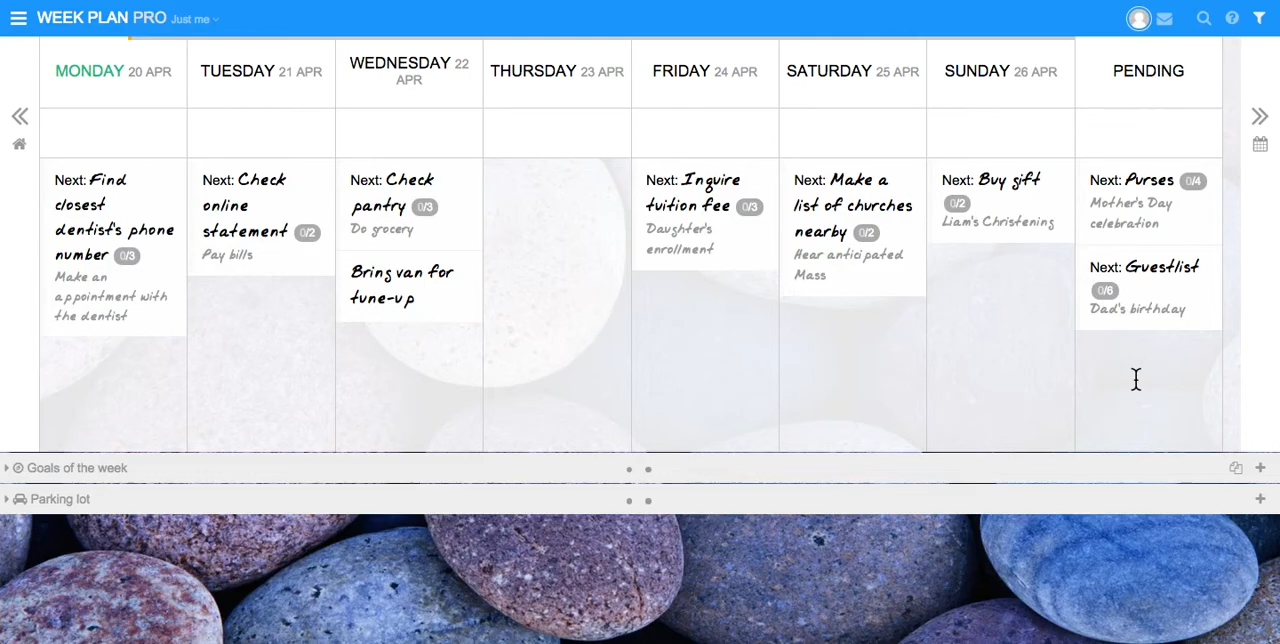 WEEK PLAN PRO Just me
MONDAY 20 APR
TUESDAY 21 APR
WEDNESDAY 22
APR
THURSDAY 23 APR
FRIDAY 24 APR
SATURDAY 25 APR
SUNDAY 26 APR
PENDING
Next: Find
closest
dentist's phone
number 0/3
Make an
appointment with
the dentist
Next: Check
online
statement 0/2
Pay bills
Next: Check
pantry 0/3
Do grocery
Bring van for
tune-up
Next: Inquire
tuition fee 0/3
Daughter's
enrollment
Next: Make a
list of churches
nearby 0/2
Hear anticipated
Mass
Next: Buy gift
0/2
Liam's Christening
Next: Purses 0/4
Mother's Day
celebration
Next: Guestlist
0/6
Dad's birthday
Goals of the week
Parking lot